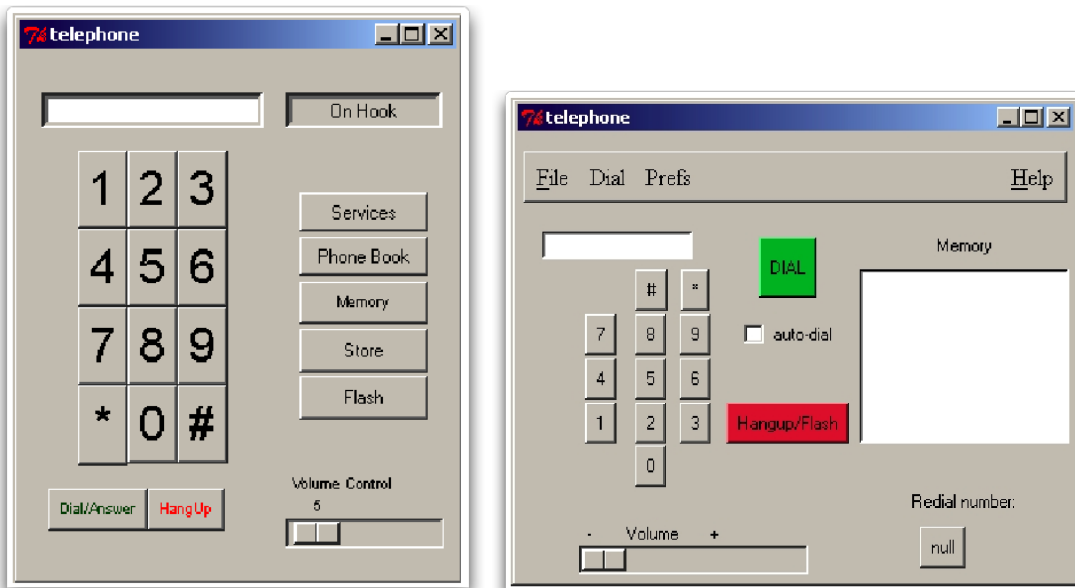 telephone
On Hook
1 2 3
4 5 6
7 8 9
* 0 #
Services
Phone Book
Memory
Store
Flash
Dial/Answer HangUp
Volume Control
5
telephone
File Dial Prefs Help
DIAL
Memory
# *
7 8 9
auto-dial
4 5 6
1 2 3
Hangup/Flash
0
Redial number:
- Volume +
null